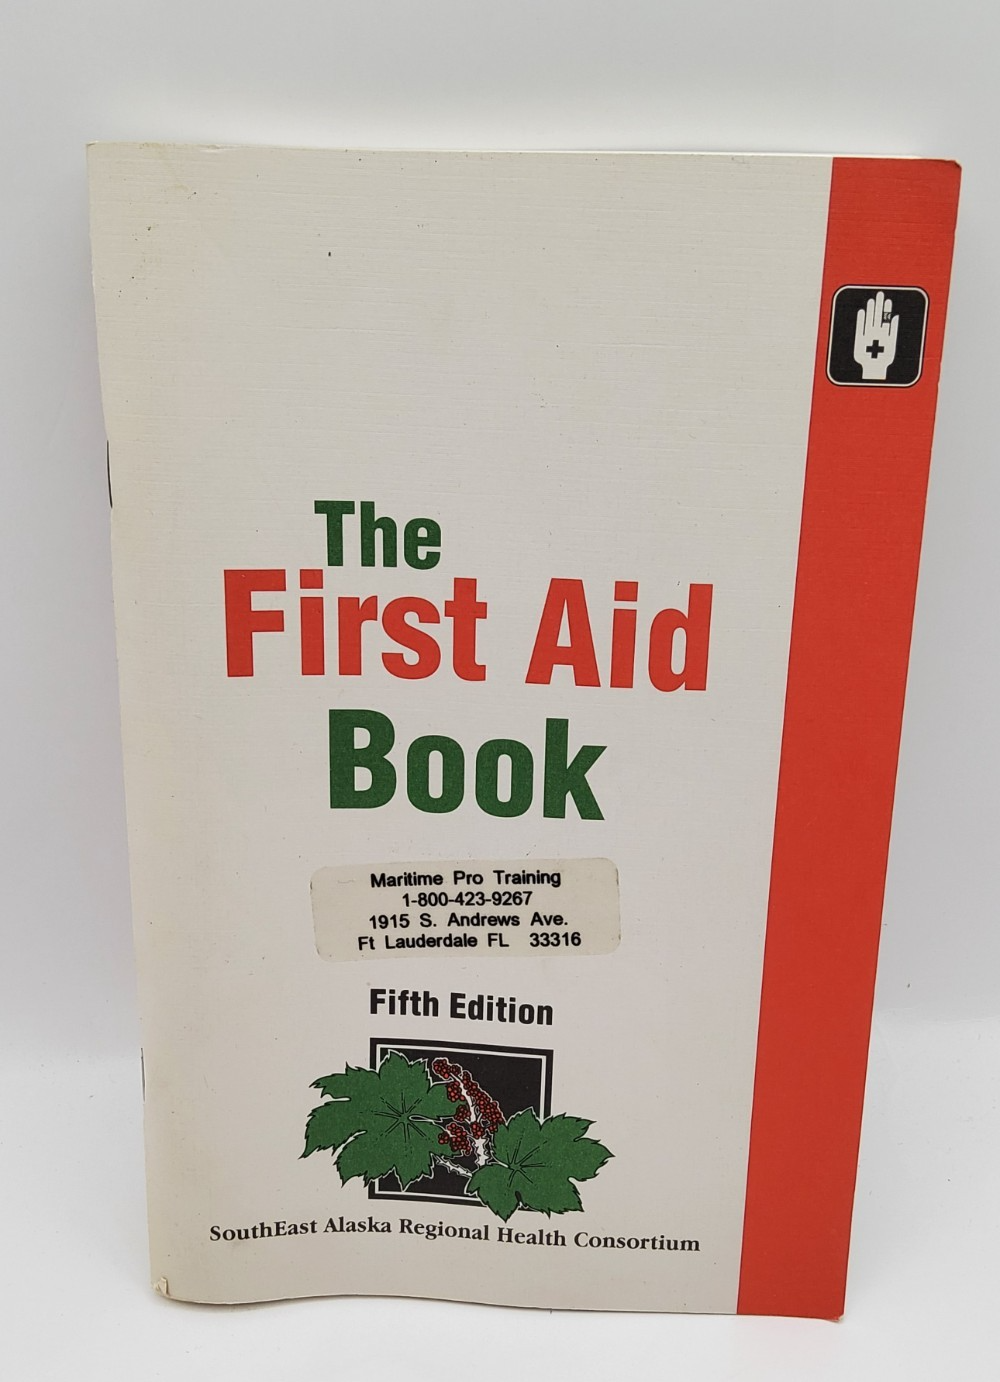 The
First Aid
Book
Maritime Pro Training
1-800-423-9267
1915 S. Andrews Ave.
Ft Lauderdale FL 33316
Fifth Edition
SouthEast Alaska Regional Health Consortium